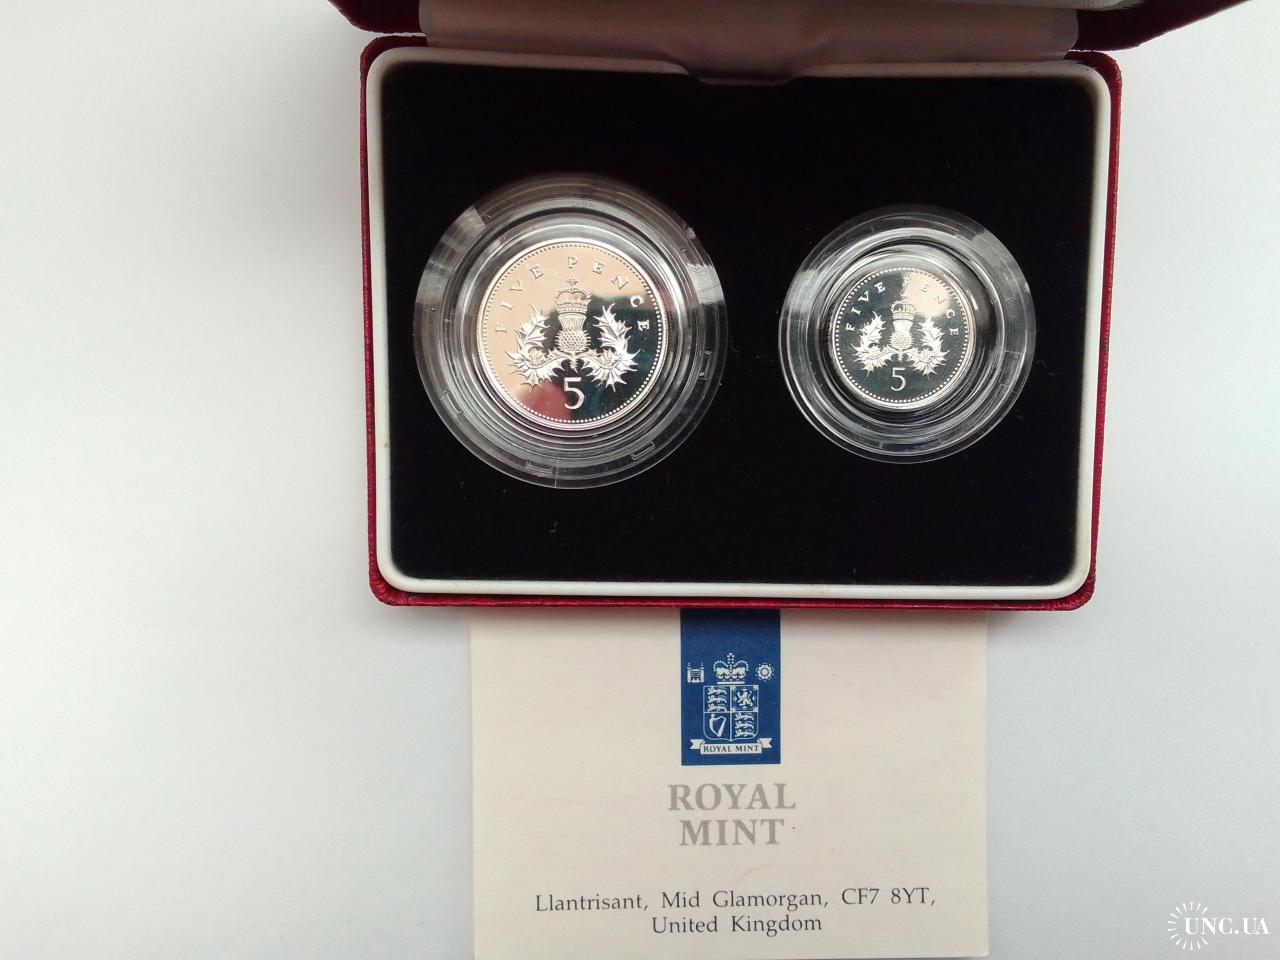 FIVE PENCE
5
FIVE PENCE
5
ROYAL MINT
ROYAL
MINT
Llantrisant, Mid Glamorgan, CF7 8YT,
United Kingdom
UNC.UA